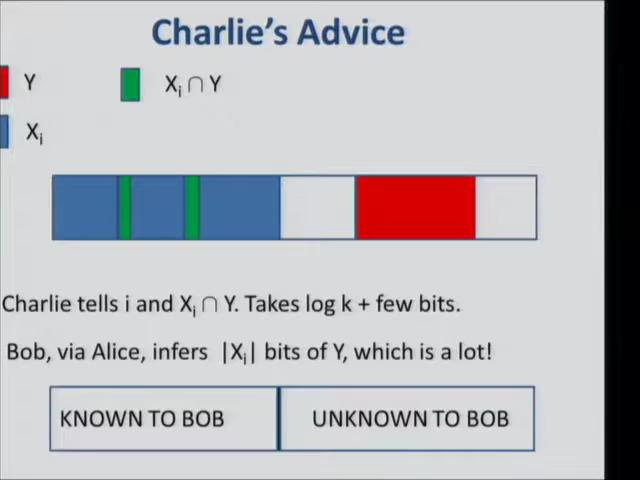 Charlie's Advice
Y
Xᵢ ∩ Y
Xᵢ
Charlie tells i and Xᵢ ∩ Y. Takes log k + few bits.
Bob, via Alice, infers |Xᵢ| bits of Y, which is a lot!
KNOWN TO BOB
UNKNOWN TO BOB